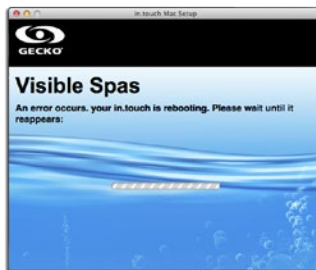 in.touch Mac Setup
GECKO
Visible Spas
An error occurs. your in.touch is rebooting. Please wait until it
reappears: